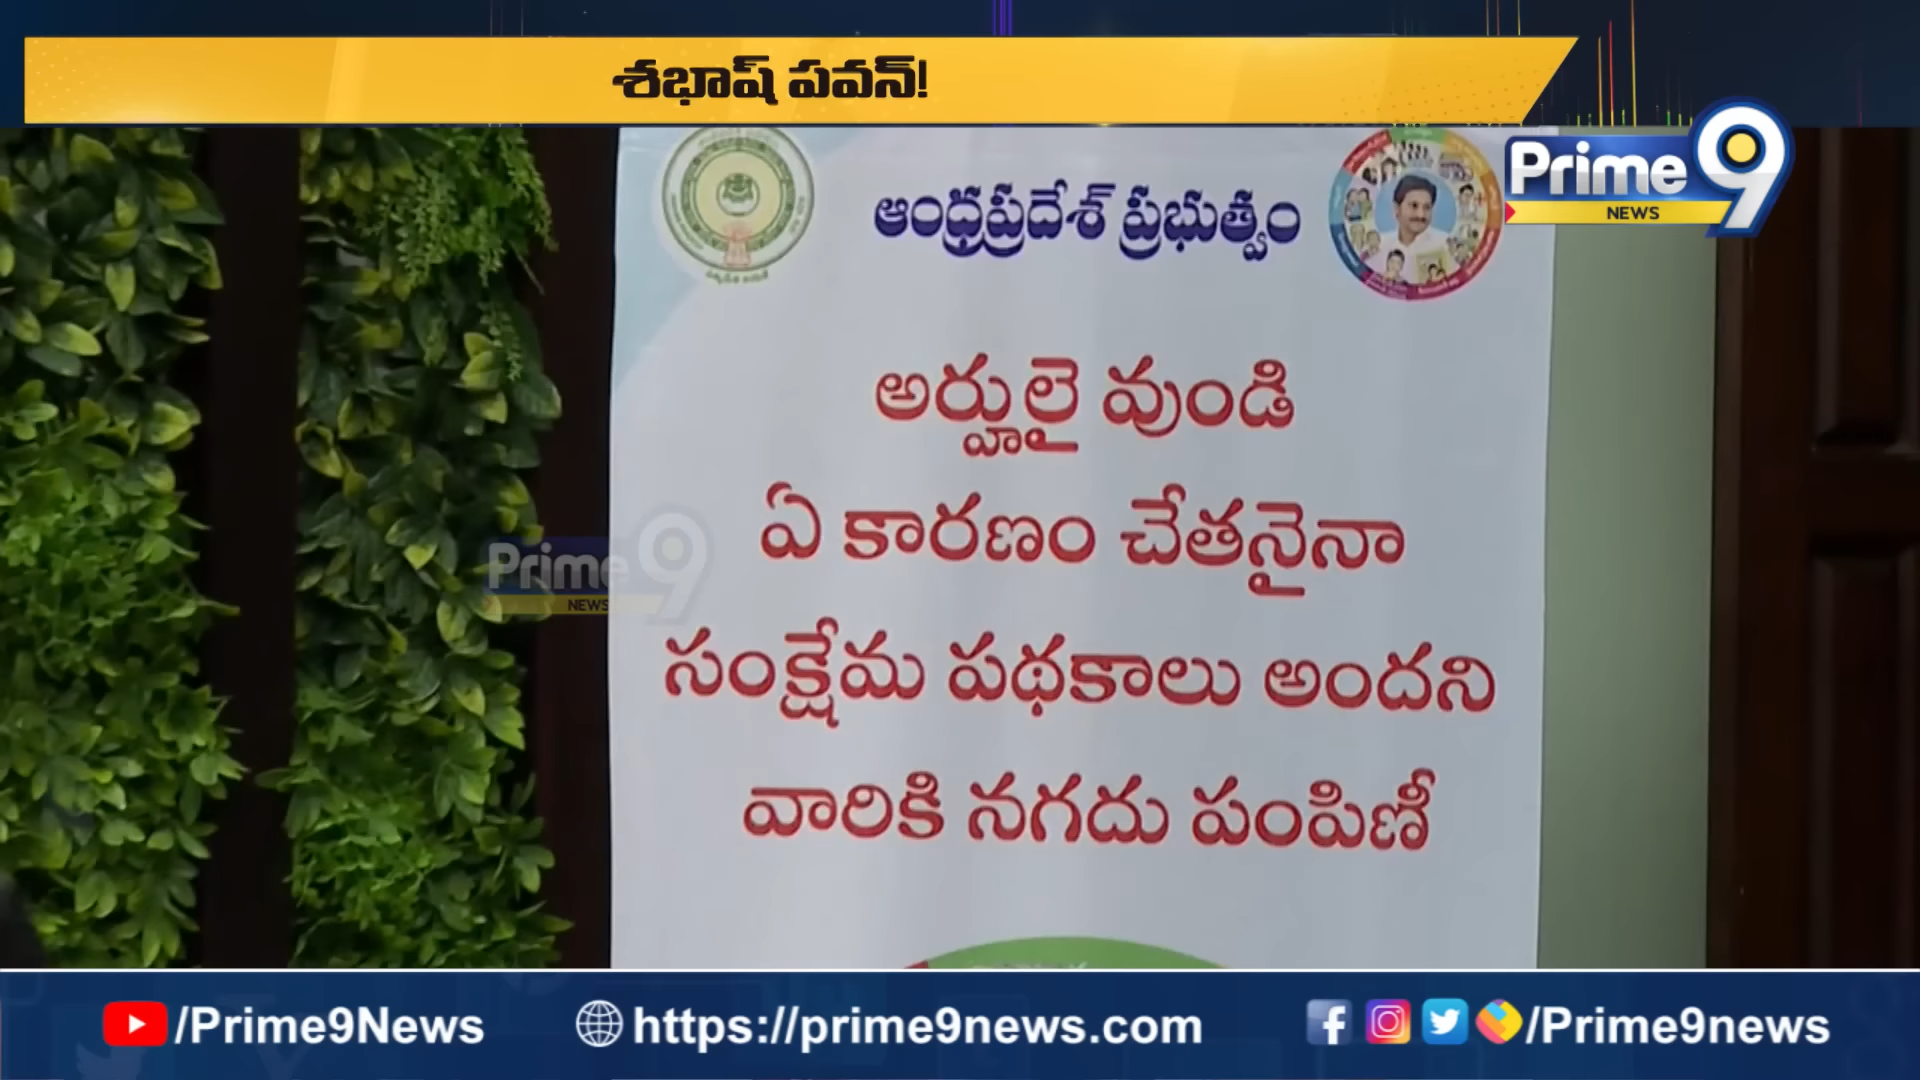 శభాష్ పవన్!
Prime9
NEWS
ఆంధ్రప్రదేశ్ ప్రభుత్వం
అర్హులై వుండి
ఏ కారణం చేతనైనా
Prime9
NEWS
సంక్షేమ పథకాలు అందని
వారికి నగదు పంపిణీ
/Prime9News
https://prime9news.com
/Prime9news